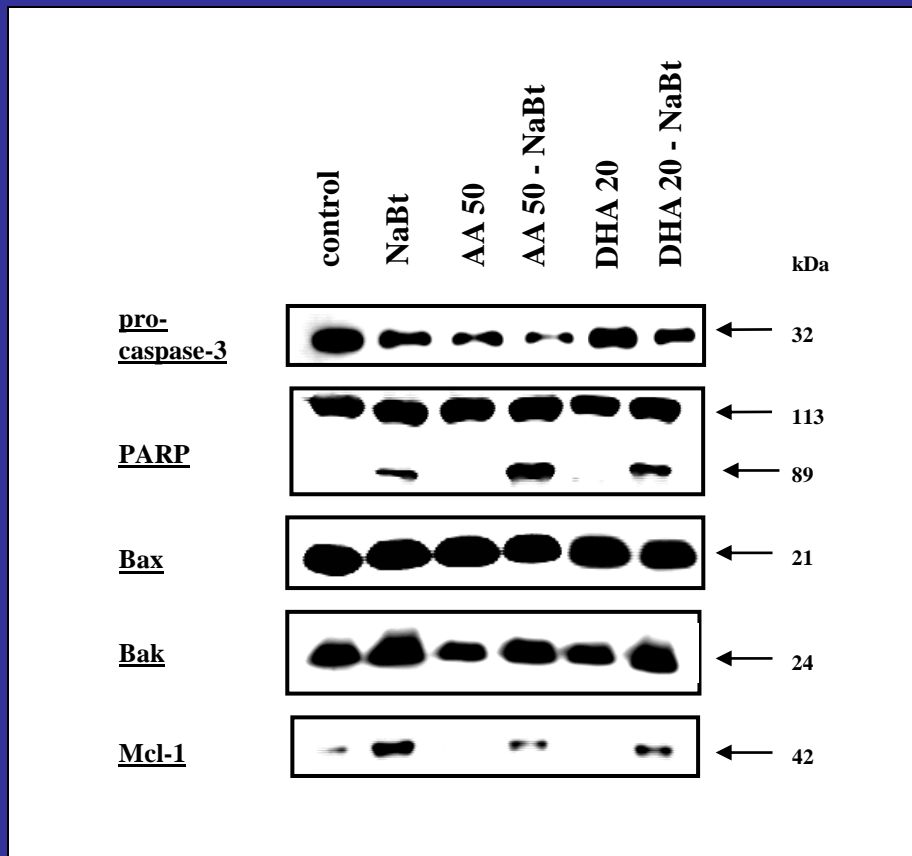 control
NaBt
AA 50
AA 50 - NaBt
DHA 20
DHA 20 - NaBt
kDa
pro-
caspase-3
32
113
PARP
89
Bax
21
Bak
24
Mcl-1
42